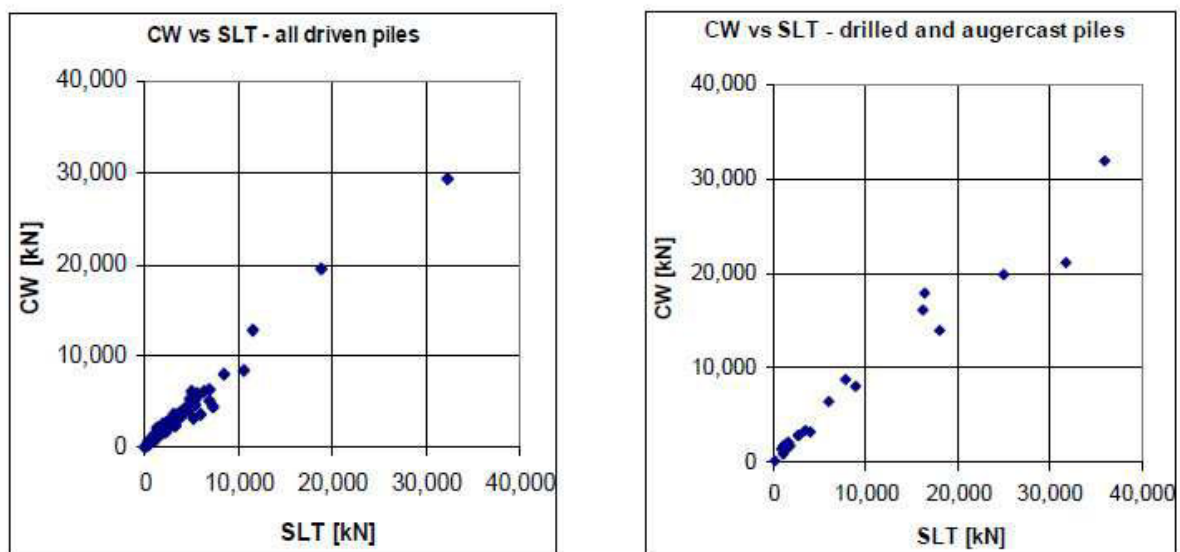 CW vs SLT - all driven piles
40,000
30,000
20,000
10,000
0
CW [kN]
0 10,000 20,000 30,000 40,000
SLT [kN]
CW vs SLT - drilled and augercast piles
40,000
30,000
20,000
10,000
0
CW [kN]
0 10,000 20,000 30,000 40,000
SLT [kN]